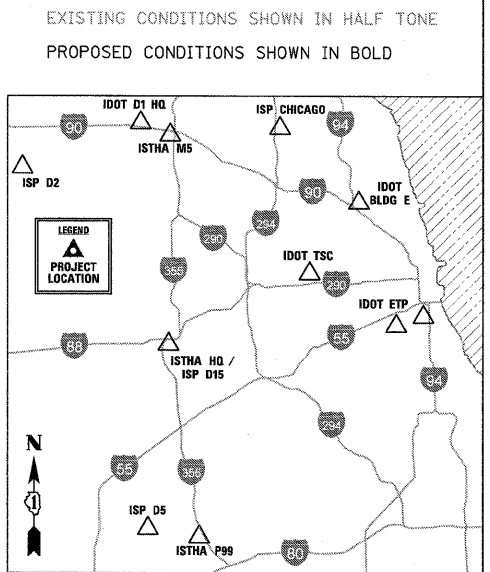 EXISTING CONDITIONS SHOWN IN HALF TONE
PROPOSED CONDITIONS SHOWN IN BOLD
IDOT D1 HQ
ISP CHICAGO
90
94
ISTHA M5
ISP D2
90
IDOT
BLDG E
LEGEND
PROJECT
LOCATION
290
294
355
IDOT TSC
290
IDOT ETP
88
55
ISTHA HQ /
ISP D15
94
294
N
1
55
355
ISP D5
ISTHA P99
80